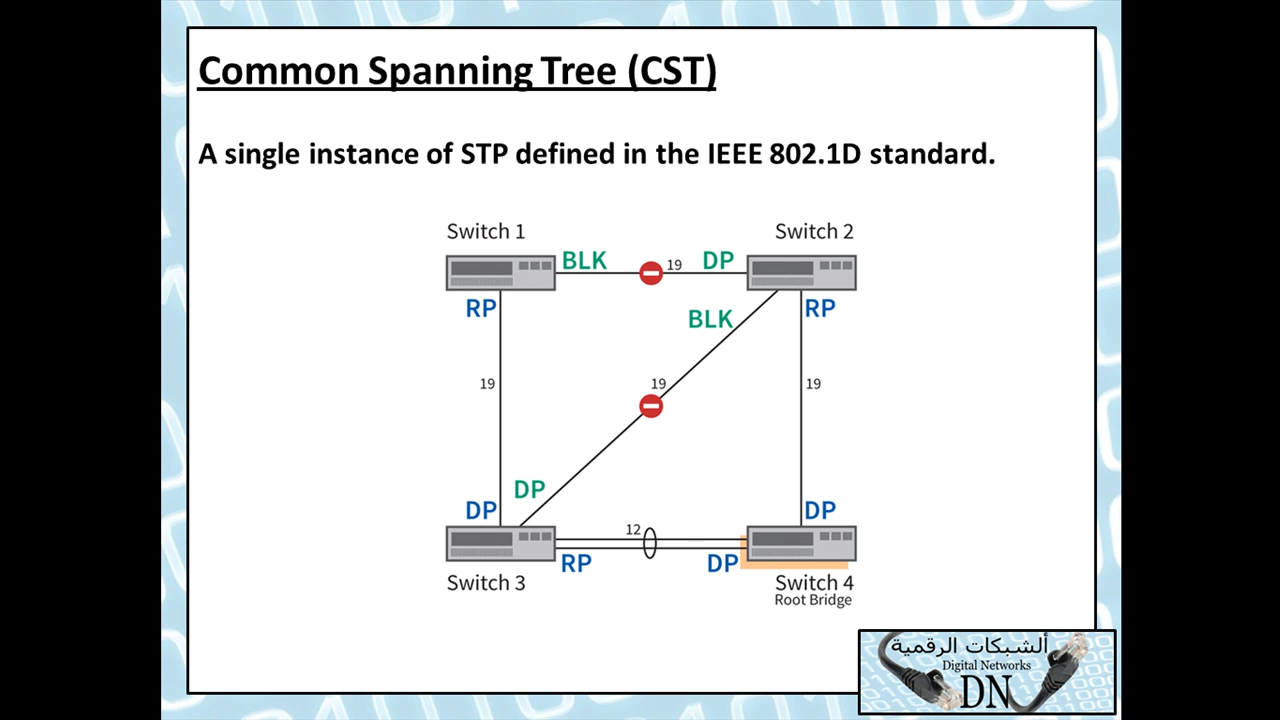 Common Spanning Tree (CST)
A single instance of STP defined in the IEEE 802.1D standard.
Switch 1
Switch 2
BLK
19
DP
RP
BLK
RP
19
19
19
DP
DP
DP
12
RP
DP
Switch 3
Switch 4
Root Bridge
ألشبكات الرقمية
Digital Networks
DN